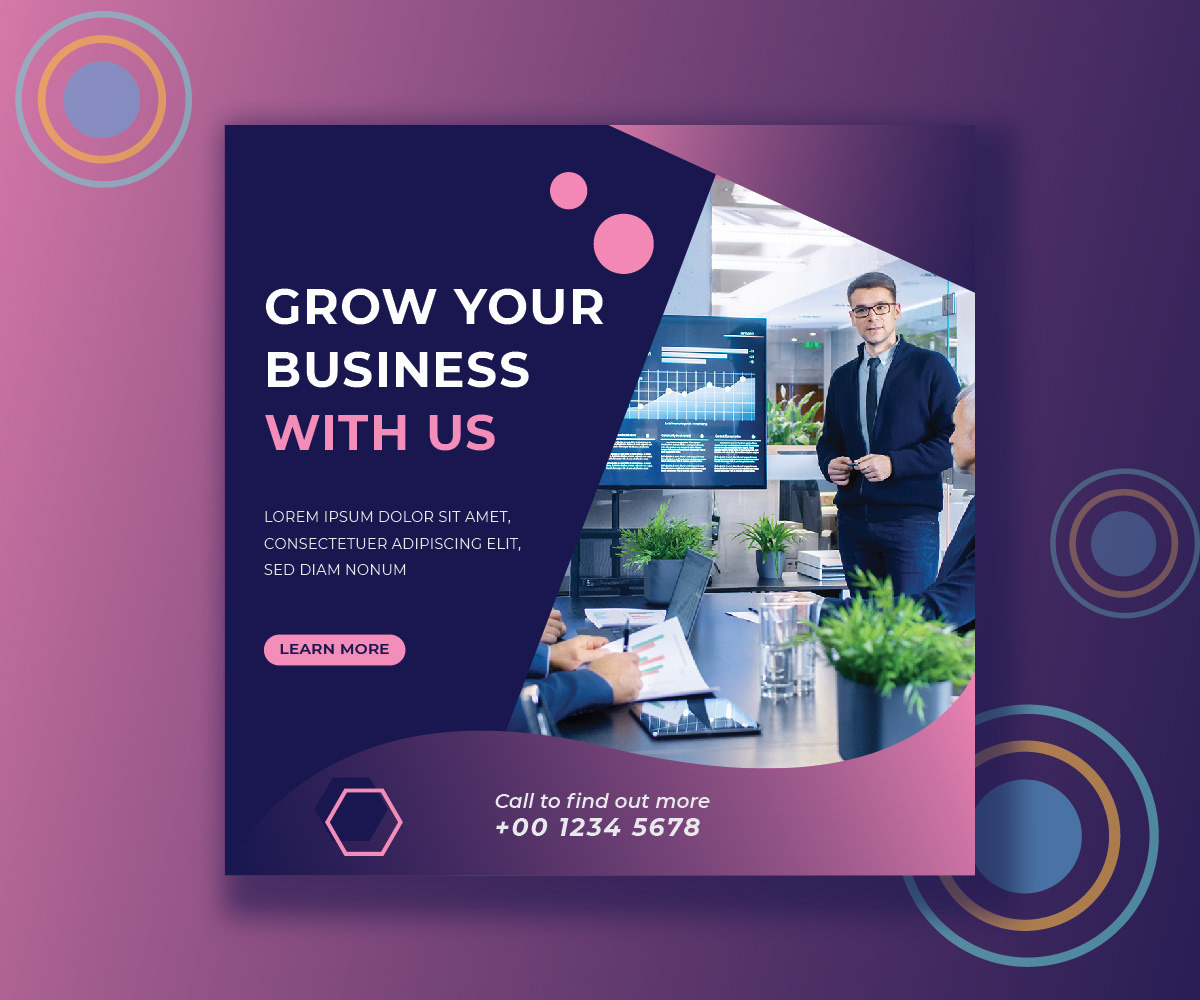 GROW YOUR
BUSINESS
WITH US
LOREM IPSUM DOLOR SIT AMET,
CONSECTETUER ADIPISCING ELIT,
SED DIAM NONUM
LEARN MORE
Call to find out more
+00 1234 5678